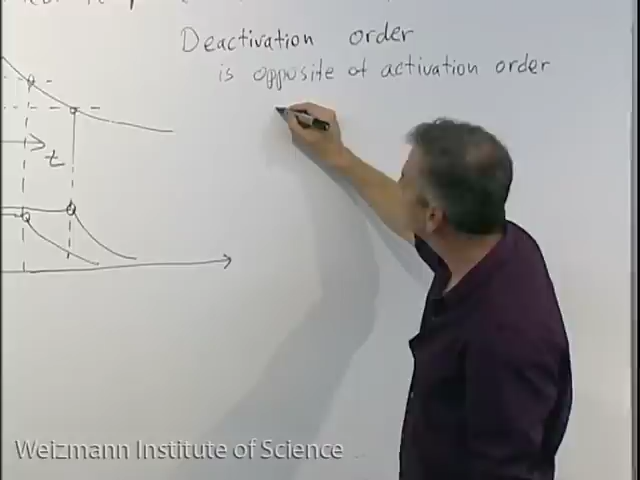 Deactivation order
is opposite of activation order
t
Weizmann Institute of Science